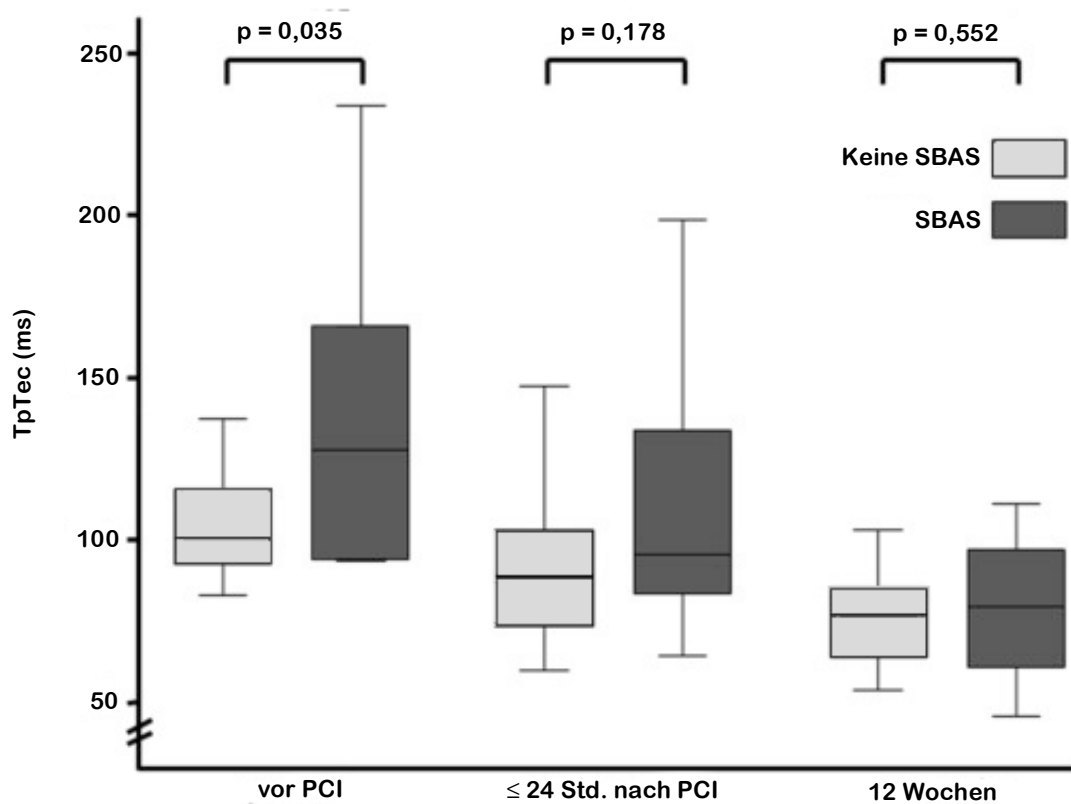 p = 0,035
p = 0,178
p = 0,552
250
200
150
100
50
TpTec (ms)
Keine SBAS
SBAS
vor PCI
≤ 24 Std. nach PCI
12 Wochen